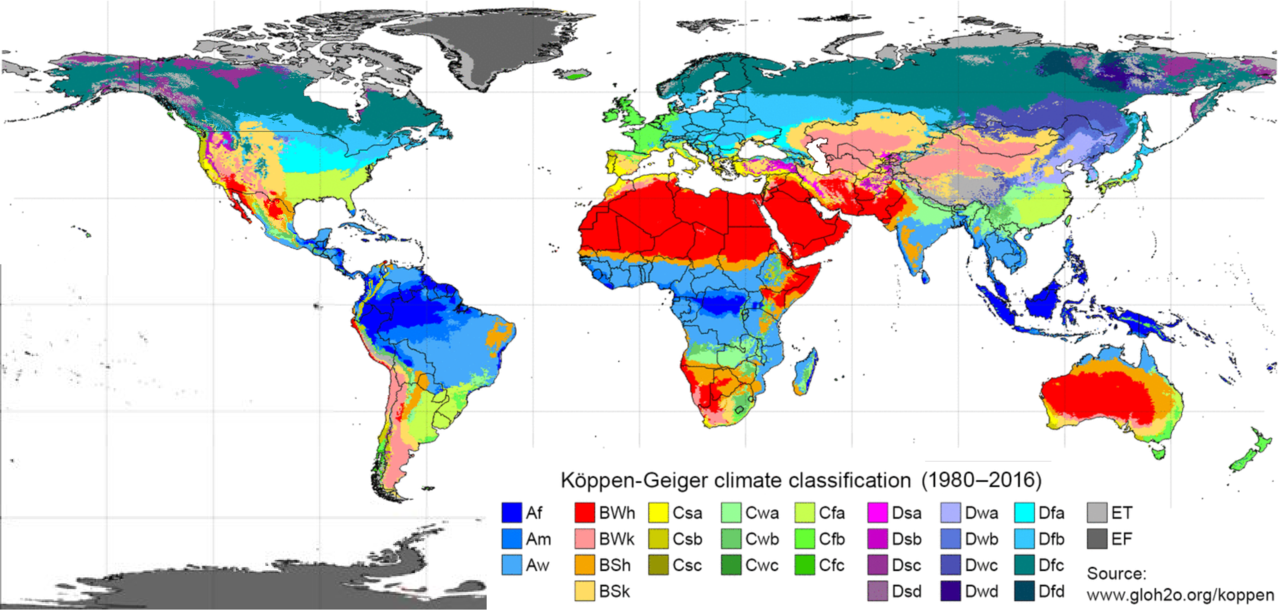 Köppen-Geiger climate classification (1980–2016)
Af BWh Csa Cwa Cfa Dsa Dwa Dfa ET
Am BWk Csb Cwb Cfb Dsb Dwb Dfb EF
Aw BSh Csc Cwc Cfc Dsc Dwc Dfc
BSk Dsd Dwd Dfd
Source:
www.gloh2o.org/koppen